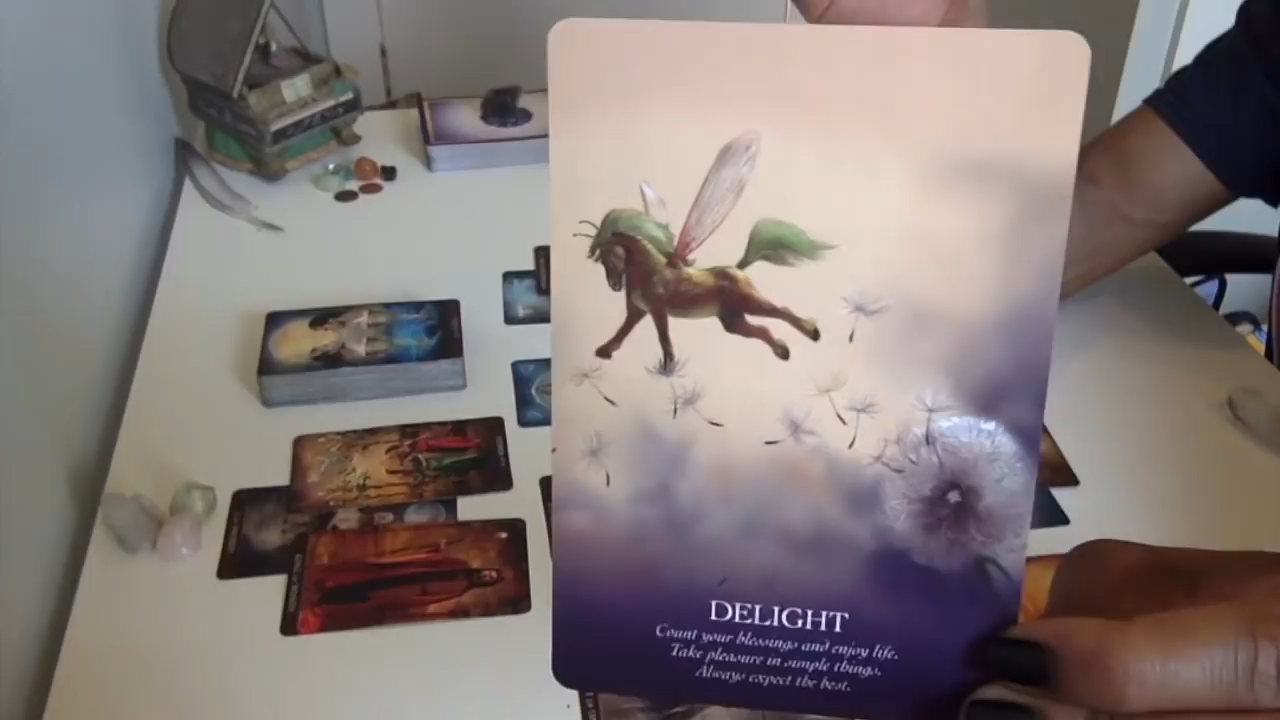 DELIGHT
Count your blessings and enjoy life.
Take pleasure in simple things.
Always expect the best.